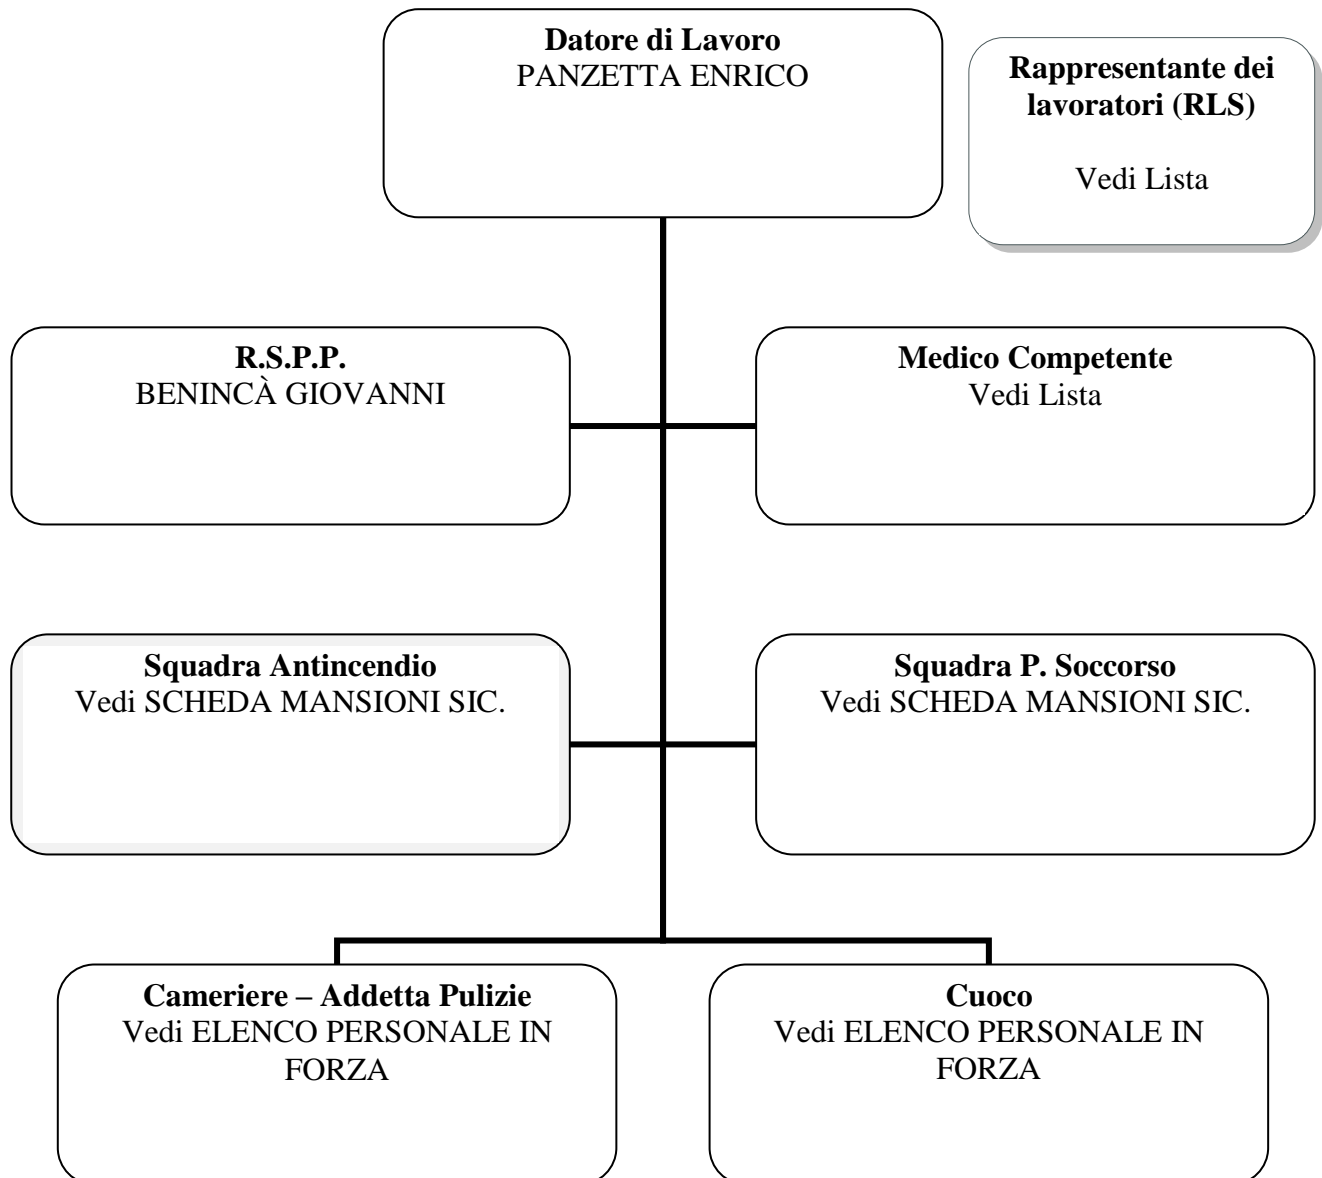 Datore di Lavoro
PANZETTA ENRICO
Rappresentante dei
lavoratori (RLS)
Vedi Lista
R.S.P.P.
BENINCÀ GIOVANNI
Medico Competente
Vedi Lista
Squadra Antincendio
Vedi SCHEDA MANSIONI SIC.
Squadra P. Soccorso
Vedi SCHEDA MANSIONI SIC.
Cameriere – Addetta Pulizie
Vedi ELENCO PERSONALE IN
FORZA
Cuoco
Vedi ELENCO PERSONALE IN
FORZA